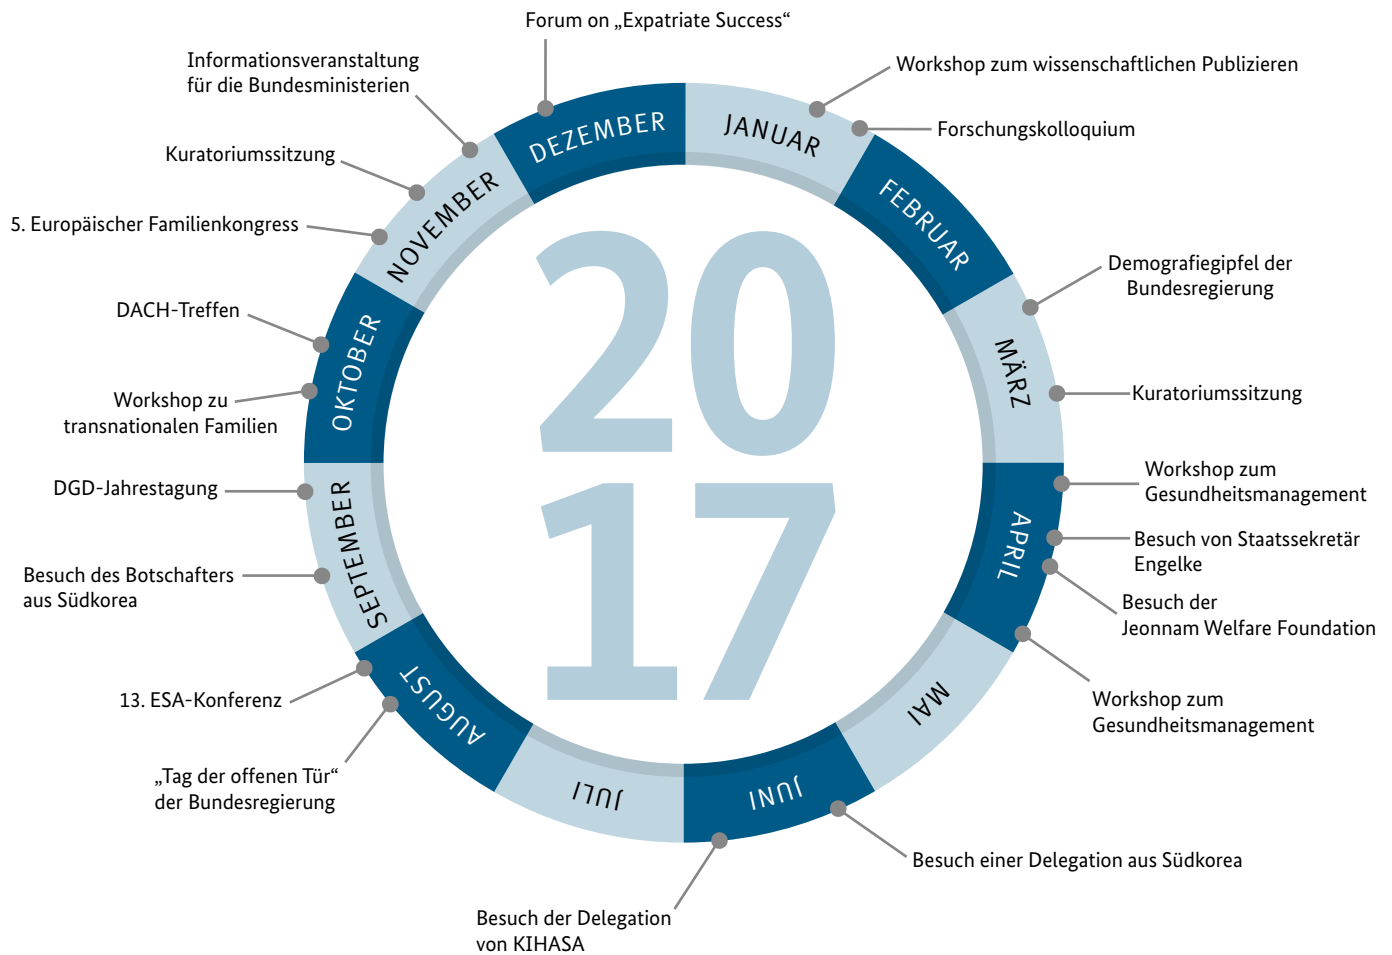 Forum on „Expatriate Success“
Informationsveranstaltung
für die Bundesministerien
Workshop zum wissenschaftlichen Publizieren
Kuratoriumssitzung
Forschungskolloquium
5. Europäischer Familienkongress
Demografiegipfel der
Bundesregierung
DACH-Treffen
Kuratoriumssitzung
Workshop zu
transnationalen Familien
DGD-Jahrestagung
Workshop zum
Gesundheitsmanagement
Besuch von Staatssekretär
Engelke
Besuch des Botschafters
aus Südkorea
Besuch der
Jeonnam Welfare Foundation
13. ESA-Konferenz
Workshop zum
Gesundheitsmanagement
„Tag der offenen Tür“
der Bundesregierung
Besuch einer Delegation aus Südkorea
Besuch der Delegation
von KIHASA
JANUAR
FEBRUAR
MÄRZ
APRIL
MAI
JUNI
JULI
AUGUST
SEPTEMBER
OKTOBER
NOVEMBER
DEZEMBER
20
17